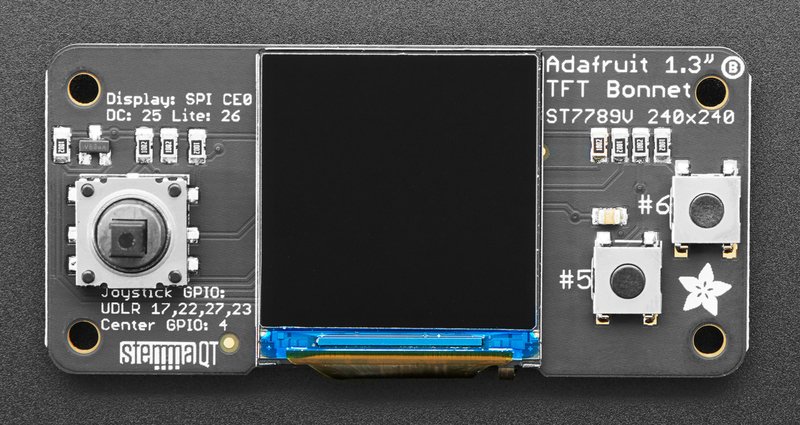 Display: SPI CE0
DC: 25 Lite: 26
Joystick GPIO:
UDLR 17,22,27,23
Center GPIO: 4
stemma QT
Adafruit 1.3" B
TFT Bonnet
ST7789V 240x240
#6
#5